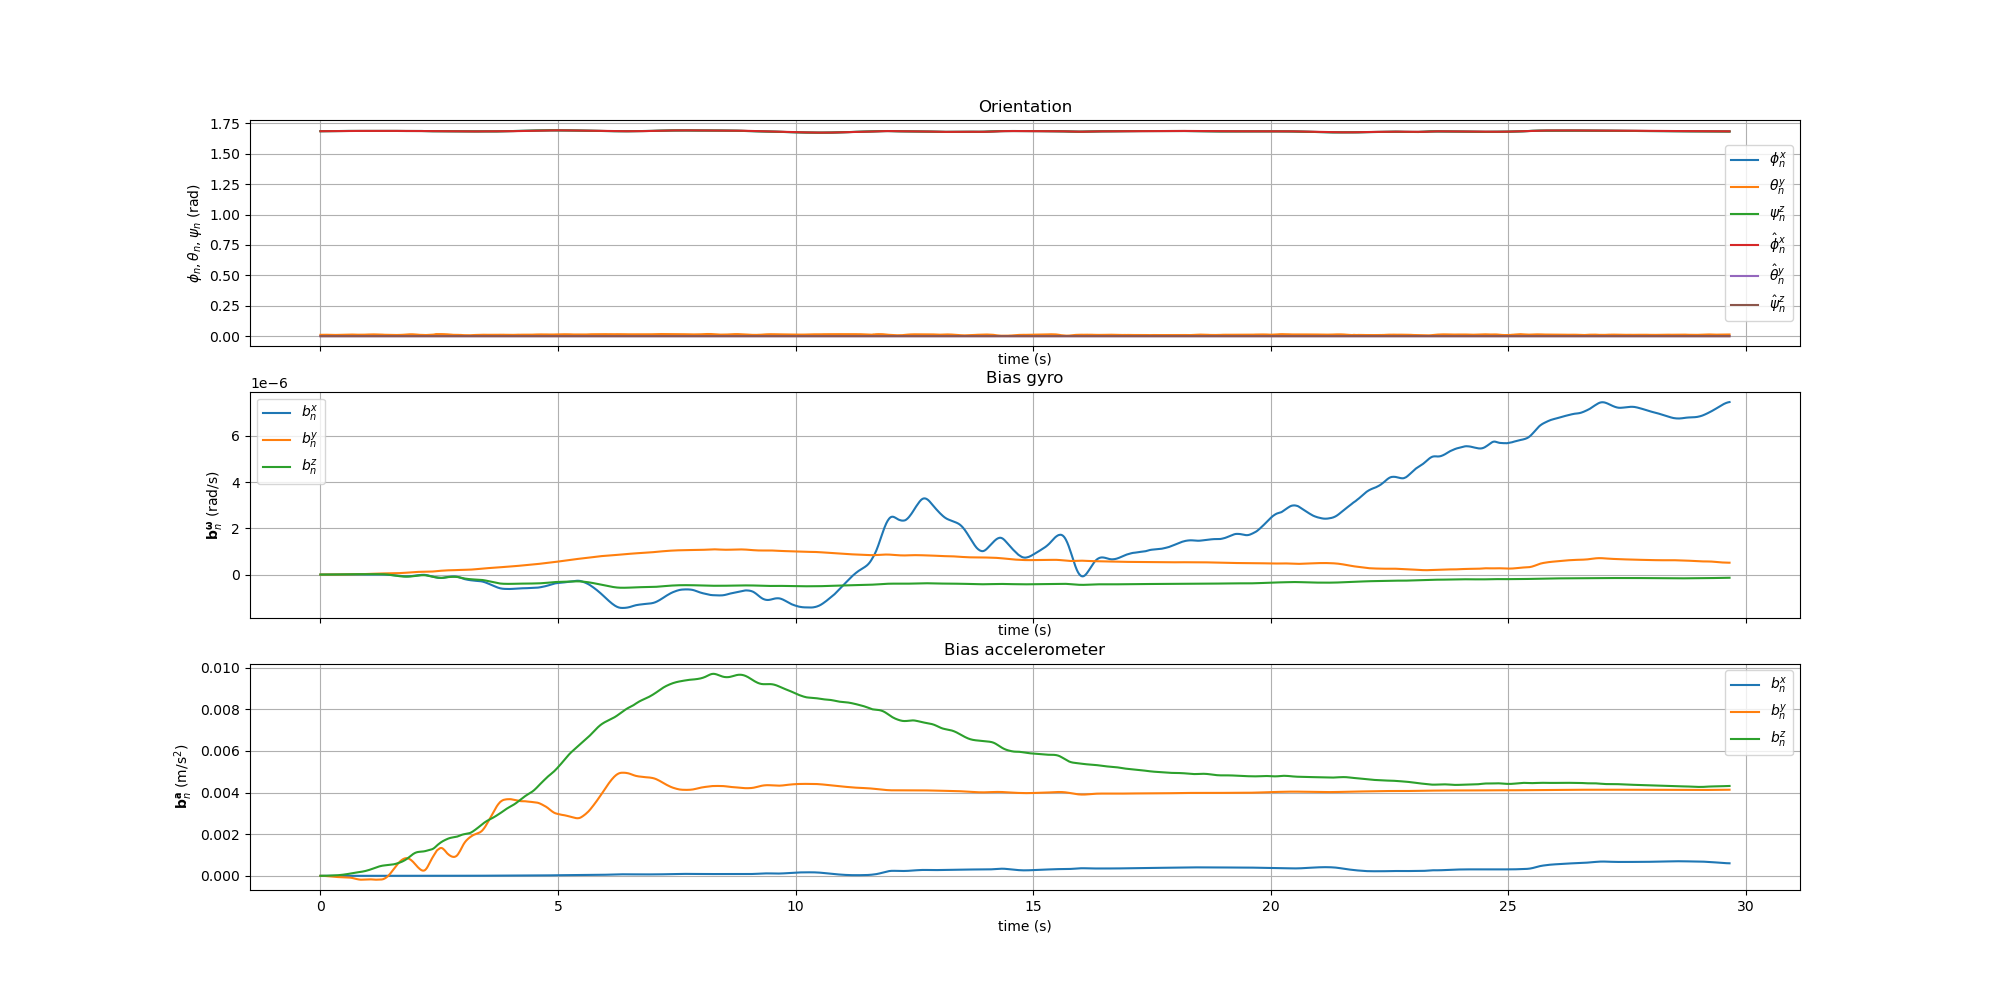 Orientation
1.75
1.50
1.25
1.00
0.75
0.50
0.25
0.00
ϕₙ, θₙ, ψₙ (rad)
ϕₙˣ
θₙʸ
ψₙᶻ
ϕ̂ₙˣ
θ̂ₙʸ
ψ̂ₙᶻ
time (s)
Bias gyro
1e−6
6
4
2
0
𝐛ₙ^𝛚 (rad/s)
bₙˣ
bₙʸ
bₙᶻ
time (s)
Bias accelerometer
0.010
0.008
0.006
0.004
0.002
0.000
𝐛ₙ^𝐚 (m/s²)
bₙˣ
bₙʸ
bₙᶻ
0 5 10 15 20 25 30
time (s)